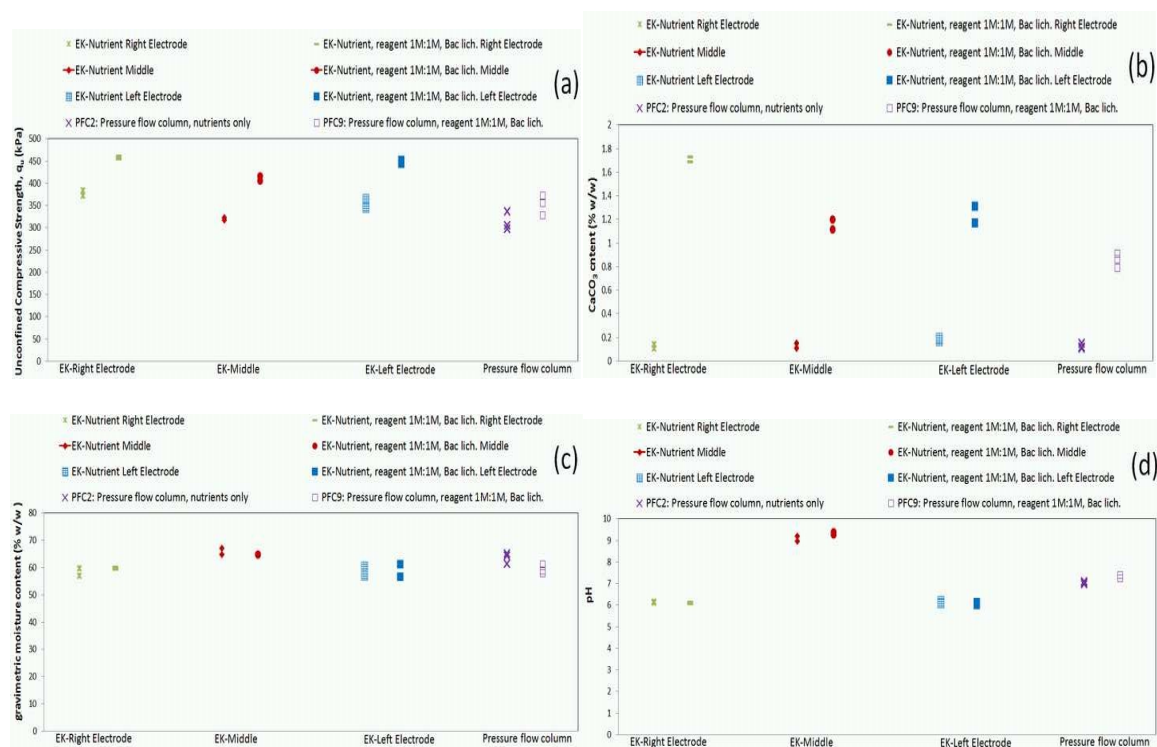 EK-Nutrient Right Electrode
EK-Nutrient, reagent 1M:1M, Bac lich. Right Electrode
EK-Nutrient Middle
EK-Nutrient, reagent 1M:1M, Bac lich. Middle
EK-Nutrient Left Electrode
EK-Nutrient, reagent 1M:1M, Bac lich. Left Electrode
PFC2: Pressure flow column, nutrients only
PFC9: Pressure flow column, reagent 1M:1M, Bac lich.
(a)
Unconfined Compressive Strength, qᵤ (kPa)
500
450
400
350
300
250
200
150
100
50
0
EK-Right Electrode
EK-Middle
EK-Left Electrode
Pressure flow column
EK-Nutrient Right Electrode
EK-Nutrient, reagent 1M:1M, Bac lich. Right Electrode
EK-Nutrient Middle
EK-Nutrient, reagent 1M:1M, Bac lich. Middle
EK-Nutrient Left Electrode
EK-Nutrient, reagent 1M:1M, Bac lich. Left Electrode
PFC2: Pressure flow column, nutrients only
PFC9: Pressure flow column, reagent 1M:1M, Bac lich.
(b)
CaCO₃ cntent (% w/w)
2
1.8
1.6
1.4
1.2
1
0.8
0.6
0.4
0.2
0
EK-Right Electrode
EK-Middle
EK-Left Electrode
Pressure flow column
EK-Nutrient Right Electrode
EK-Nutrient, reagent 1M:1M, Bac lich. Right Electrode
EK-Nutrient Middle
EK-Nutrient, reagent 1M:1M, Bac lich. Middle
EK-Nutrient Left Electrode
EK-Nutrient, reagent 1M:1M, Bac lich. Left Electrode
PFC2: Pressure flow column, nutrients only
PFC9: Pressure flow column, reagent 1M:1M, Bac lich.
(c)
gravimetric moisture content (% w/w)
80
70
60
50
40
30
20
10
0
EK-Right Electrode
EK-Middle
EK-Left Electrode
Pressure flow column
EK-Nutrient Right Electrode
EK-Nutrient, reagent 1M:1M, Bac lich. Right Electrode
EK-Nutrient Middle
EK-Nutrient, reagent 1M:1M, Bac lich. Middle
EK-Nutrient Left Electrode
EK-Nutrient, reagent 1M:1M, Bac lich. Left Electrode
PFC2: Pressure flow column, nutrients only
PFC9: Pressure flow column, reagent 1M:1M, Bac lich.
(d)
pH
10
9
8
7
6
5
4
3
2
1
0
EK-Right Electrode
EK-Middle
EK-Left Electrode
Pressure flow column